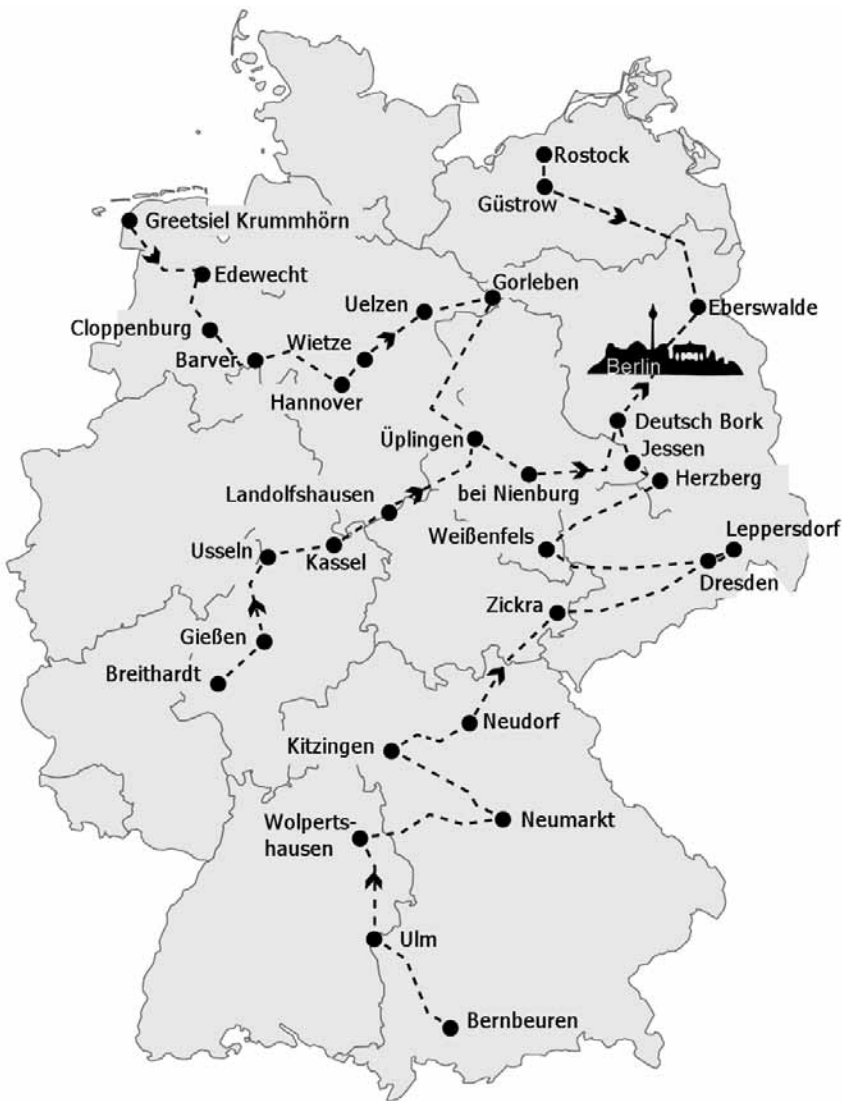 Rostock
Güstrow
Greetsiel Krummhörn
Edewecht
Gorleben
Uelzen
Eberswalde
Cloppenburg
Wietze
Barver
Berlin
Hannover
Deutsch Bork
Üplingen
Jessen
Herzberg
bei Nienburg
Landolfshausen
Leppersdorf
Weißenfels
Usseln
Kassel
Dresden
Zickra
Gießen
Breithardt
Neudorf
Kitzingen
Neumarkt
Wolperts-
hausen
Ulm
Bernbeuren